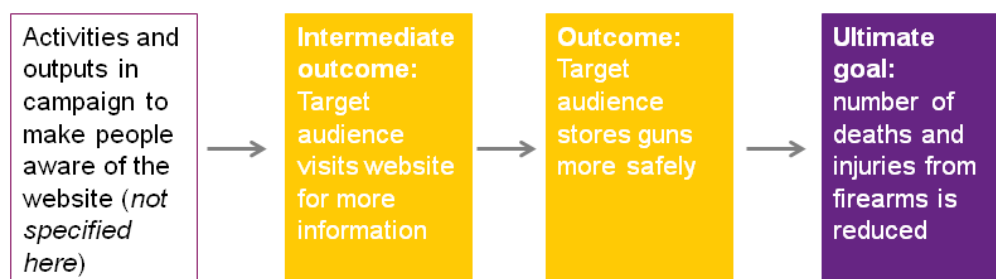 Activities and
outputs in
campaign to
make people
aware of the
website (not
specified
here)
Intermediate
outcome:
Target
audience
visits website
for more
information
Outcome:
Target
audience
stores guns
more safely
Ultimate
goal:
number of
deaths and
injuries from
firearms is
reduced